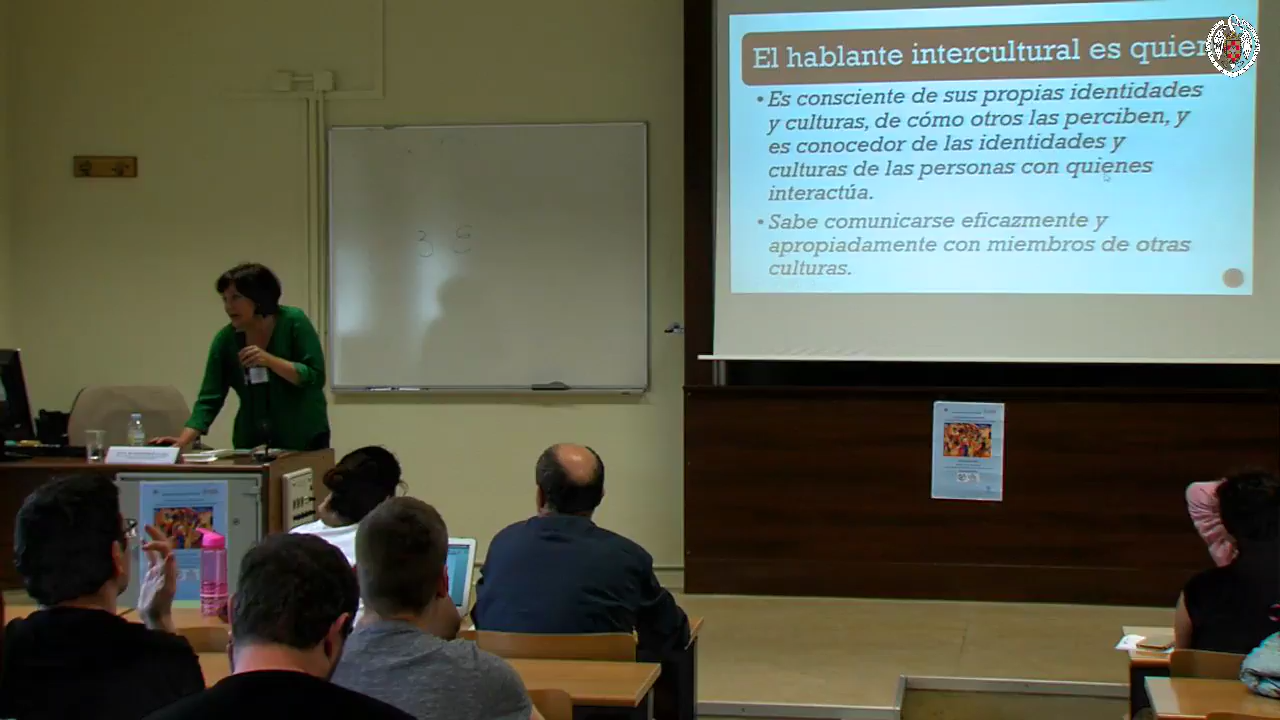 El hablante intercultural es quien
• Es consciente de sus propias identidades
y culturas, de cómo otros las perciben, y
es conocedor de las identidades y
culturas de las personas con quienes
interactúa.
• Sabe comunicarse eficazmente y
apropiadamente con miembros de otras
culturas.
3 9